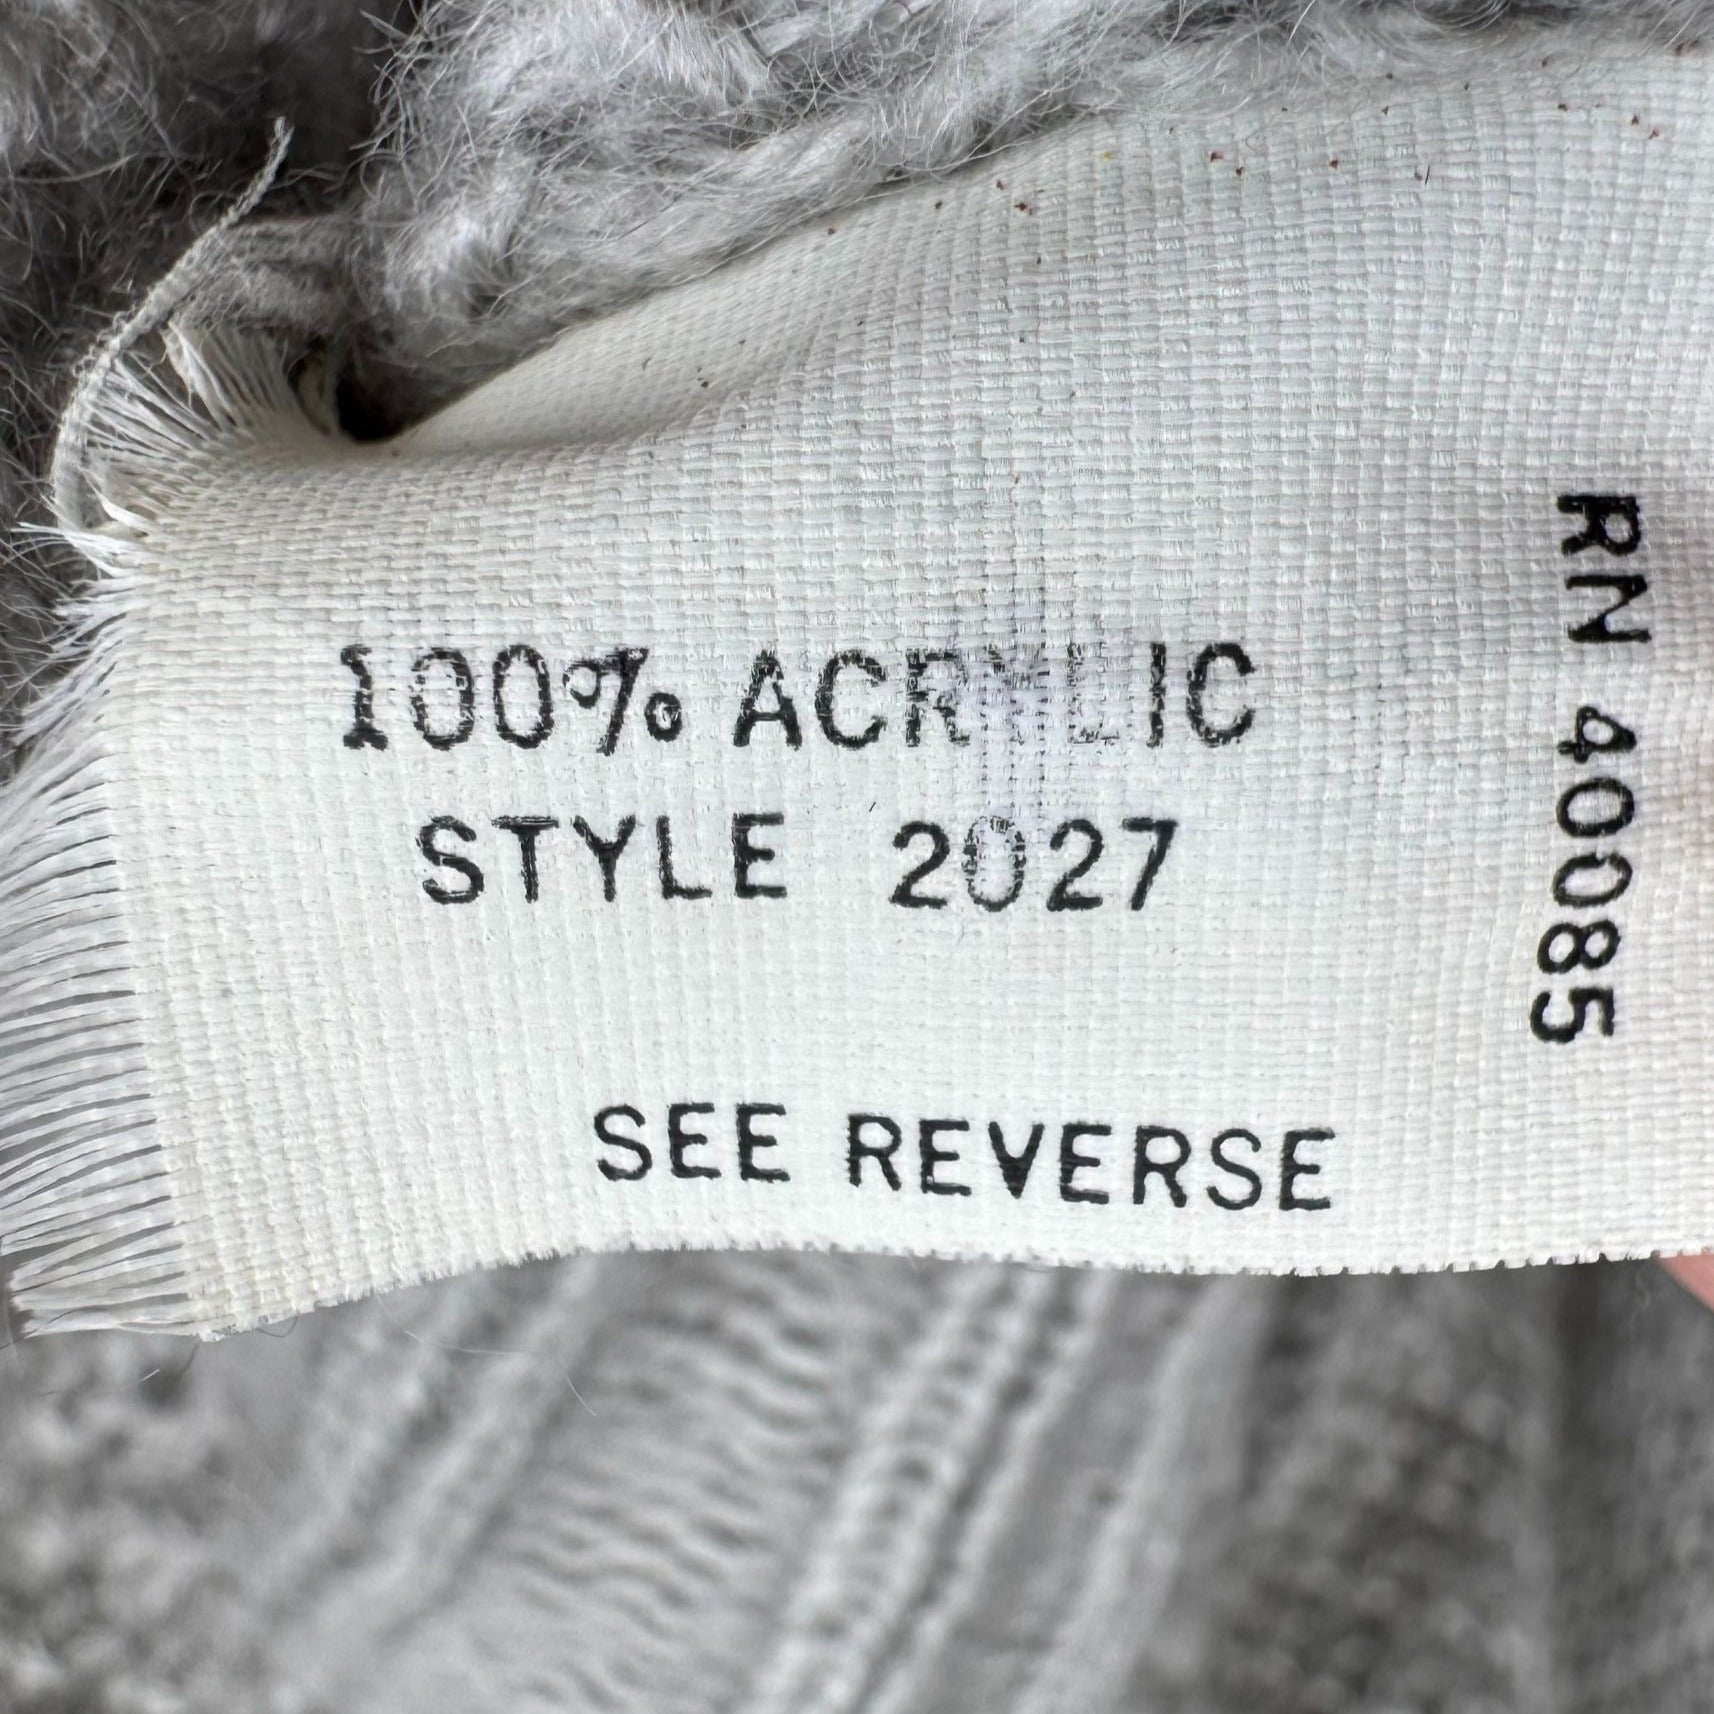 100% ACRYLIC
STYLE 2027
SEE REVERSE
RN 40085